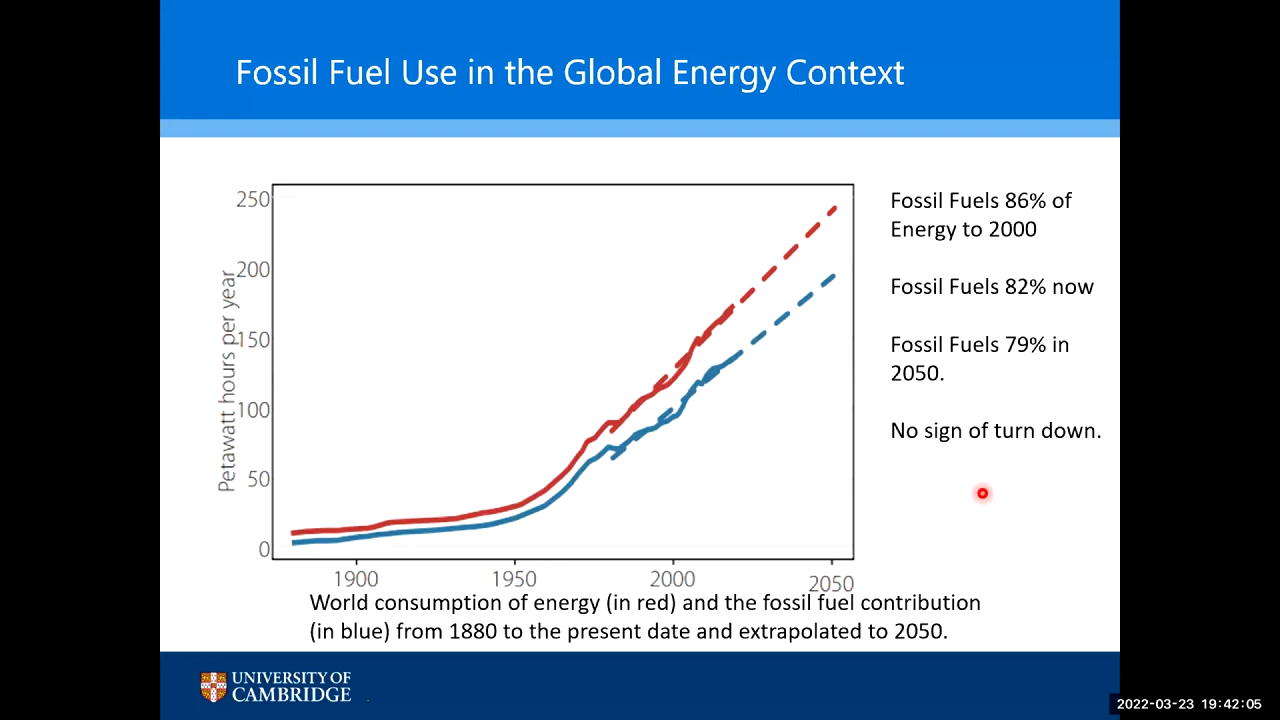 Fossil Fuel Use in the Global Energy Context
250
200
150
100
50
0
Petawatt hours per year
1900 1950 2000 2050
Fossil Fuels 86% of
Energy to 2000
Fossil Fuels 82% now
Fossil Fuels 79% in
2050.
No sign of turn down.
World consumption of energy (in red) and the fossil fuel contribution
(in blue) from 1880 to the present date and extrapolated to 2050.
UNIVERSITY OF
CAMBRIDGE
2022-03-23 19:42:05